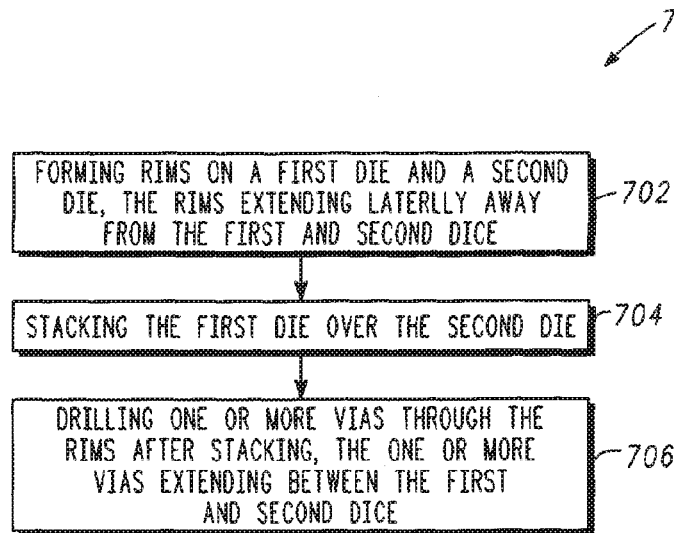 7
FORMING RIMS ON A FIRST DIE AND A SECOND
DIE, THE RIMS EXTENDING LATERLLY AWAY
FROM THE FIRST AND SECOND DICE
702
STACKING THE FIRST DIE OVER THE SECOND DIE
704
DRILLING ONE OR MORE VIAS THROUGH THE
RIMS AFTER STACKING, THE ONE OR MORE
VIAS EXTENDING BETWEEN THE FIRST
AND SECOND DICE
706